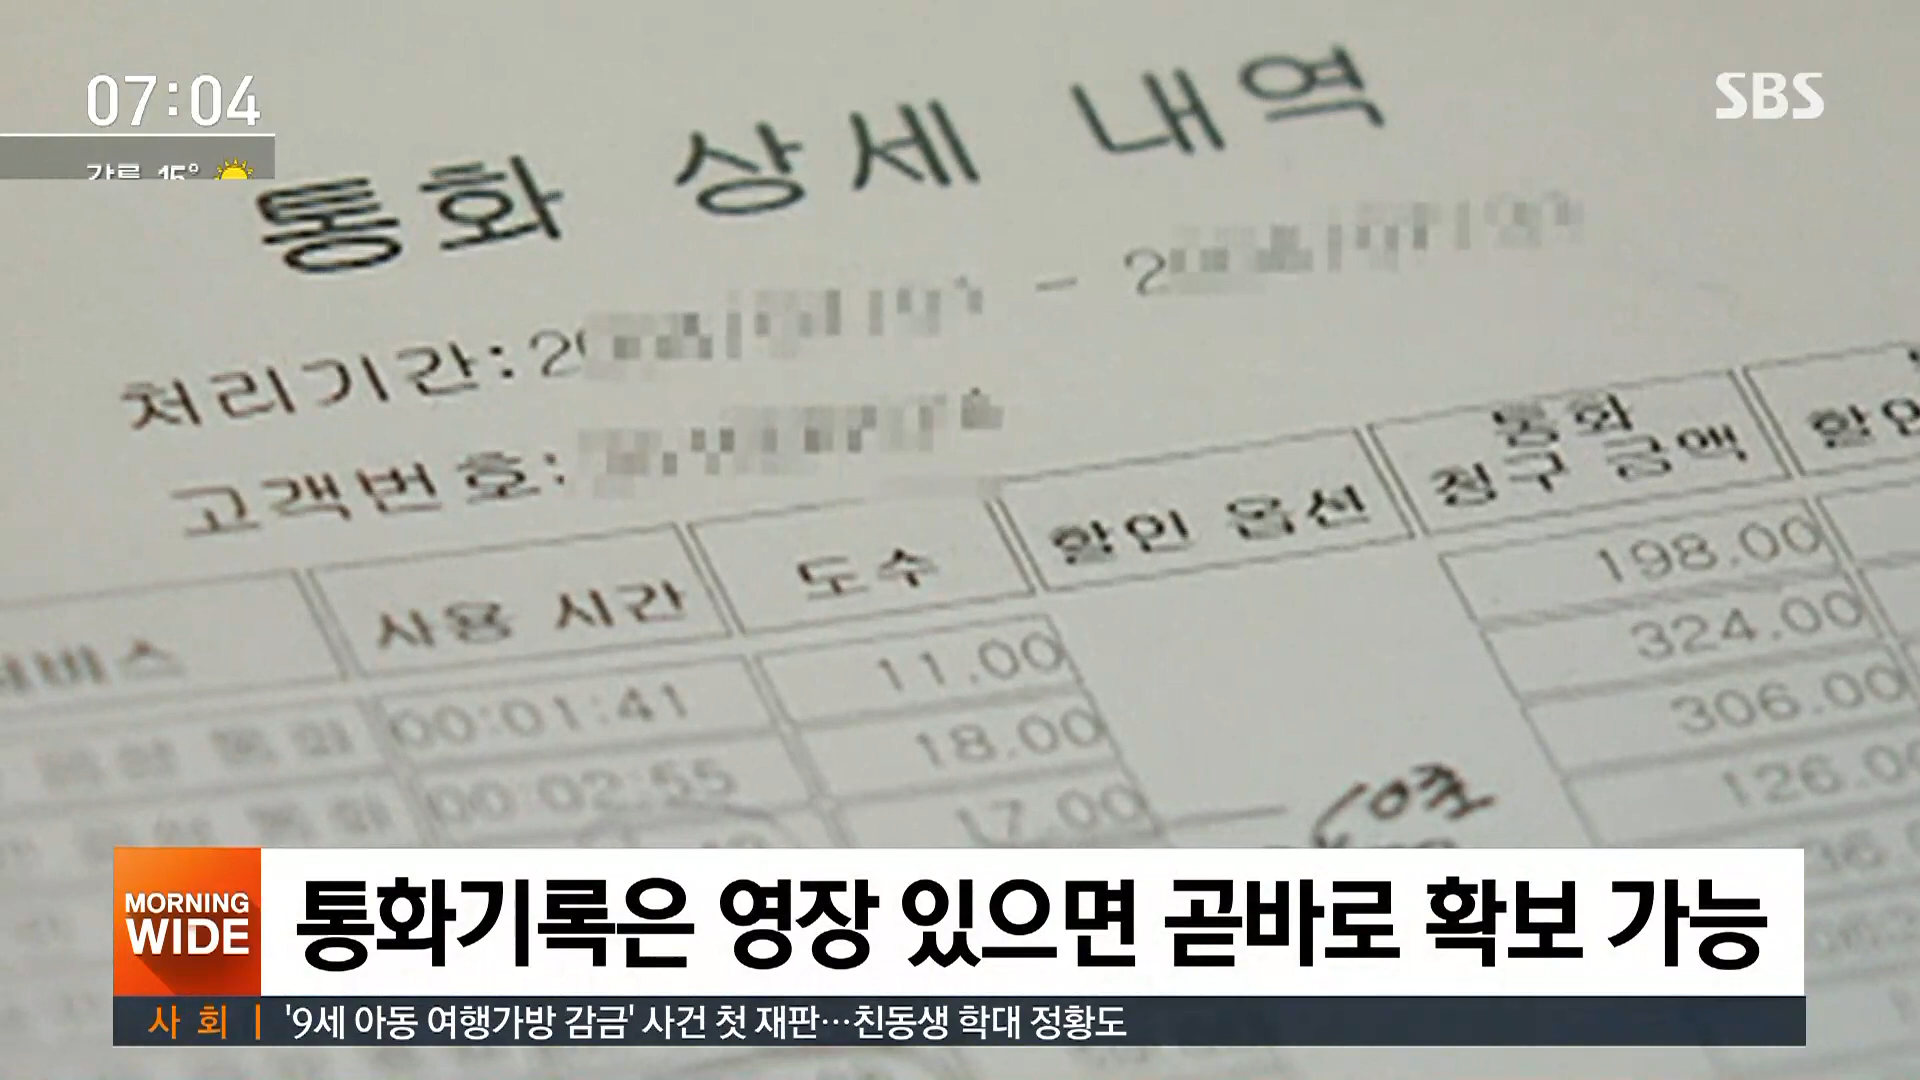 07:04
SBS
강릉 15°
통화 상세 내역
처리기간:
고객번호:
사용 시간 도수 할인 옵션 통화 청구 금액
00:01:41 11.00 198.00
00:02:55 18.00 324.00
17.00 306.00
126.00
MORNING WIDE
통화기록은 영장 있으면 곧바로 확보 가능
사회 | '9세 아동 여행가방 감금' 사건 첫 재판…친동생 학대 정황도